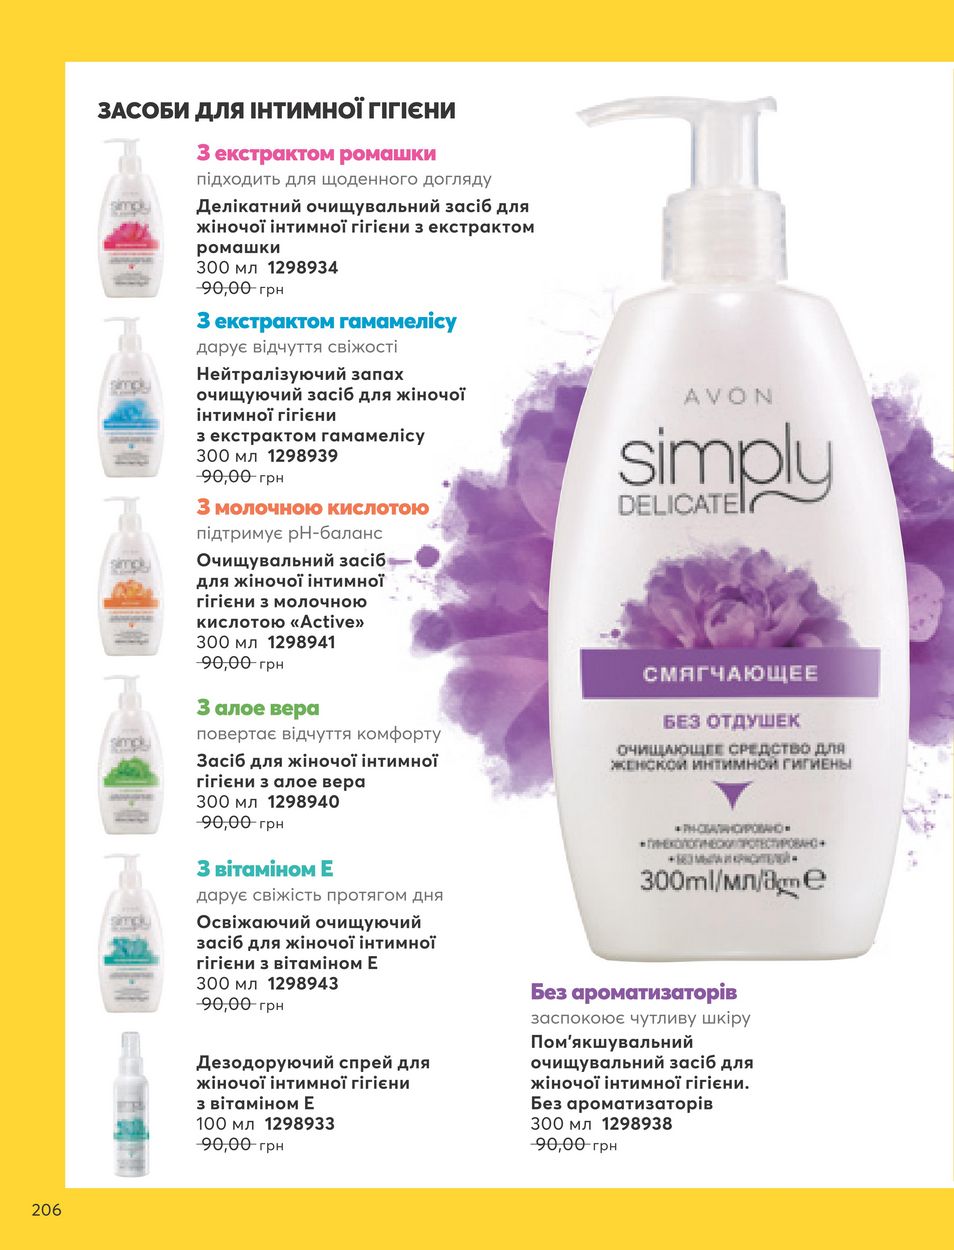 ЗАСОБИ ДЛЯ ІНТИМНОЇ ГІГІЄНИ
З екстрактом ромашки
підходить для щоденного догляду
Делікатний очищувальний засіб для
жіночої інтимної гігієни з екстрактом
ромашки
300 мл 1298934
90,00 грн
З екстрактом гамамелісу
дарує відчуття свіжості
Нейтралізуючий запах
очищуючий засіб для жіночої
інтимної гігієни
з екстрактом гамамелісу
300 мл 1298939
90,00 грн
З молочною кислотою
підтримує pH-баланс
Очищувальний засіб
для жіночої інтимної
гігієни з молочною
кислотою «Active»
300 мл 1298941
90,00 грн
З алое вера
повертає відчуття комфорту
Засіб для жіночої інтимної
гігієни з алое вера
300 мл 1298940
90,00 грн
З вітаміном Е
дарує свіжість протягом дня
Освіжаючий очищуючий
засіб для жіночої інтимної
гігієни з вітаміном Е
300 мл 1298943
90,00 грн
Дезодоруючий спрей для
жіночої інтимної гігієни
з вітаміном Е
100 мл 1298933
90,00 грн
AVON
simply
DELICATE
СМЯГЧАЮЩЕЕ
БЕЗ ОТДУШЕК
ОЧИЩАЮЩЕЕ СРЕДСТВО ДЛЯ
ЖЕНСКОЙ ИНТИМНОЙ ГИГИЕНЫ
• PH-СБАЛАНСИРОВАНО •
• ГИНЕКОЛОГИЧЕСКИ ПРОТЕСТИРОВАНО •
• БЕЗ МЫЛА И КРАСИТЕЛЕЙ •
300ml/мл/მლ e
Без ароматизаторів
заспокоює чутливу шкіру
Пом'якшувальний
очищувальний засіб для
жіночої інтимної гігієни.
Без ароматизаторів
300 мл 1298938
90,00 грн
206